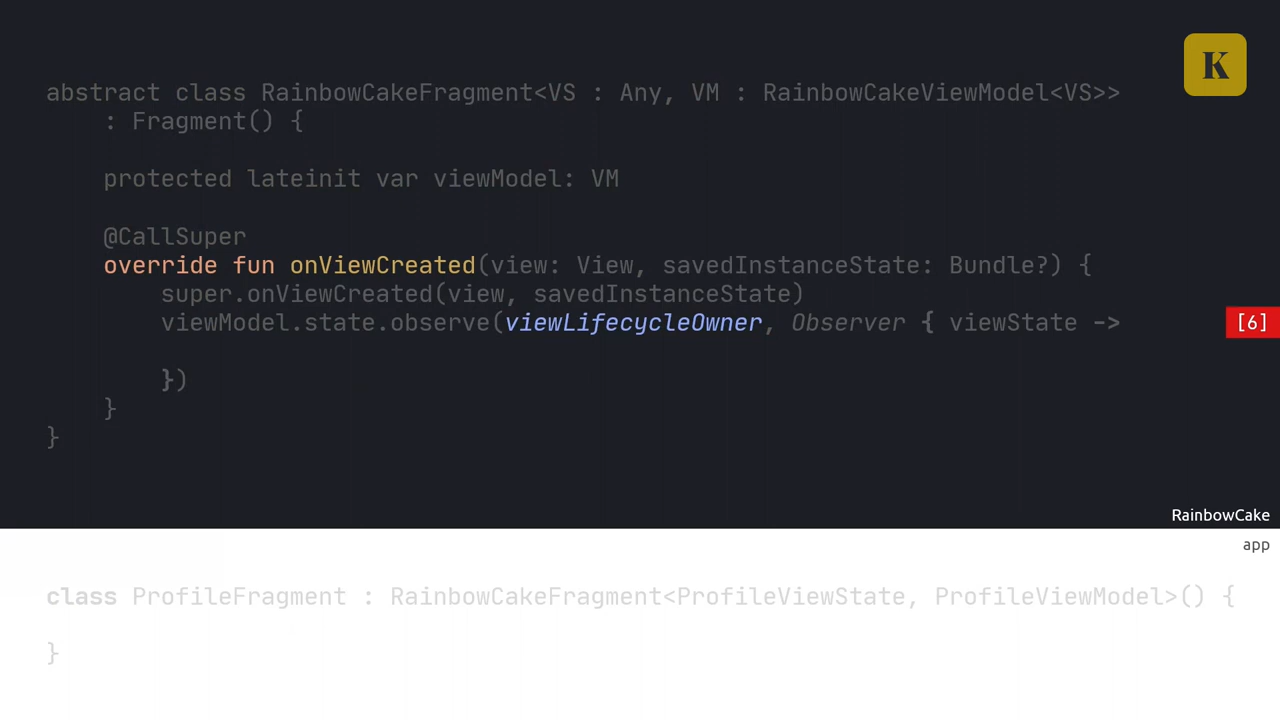 K
abstract class RainbowCakeFragment<VS : Any, VM : RainbowCakeViewModel<VS>>
    : Fragment() {
    protected lateinit var viewModel: VM
    @CallSuper
    override fun onViewCreated(view: View, savedInstanceState: Bundle?) {
        super.onViewCreated(view, savedInstanceState)
        viewModel.state.observe(viewLifecycleOwner, Observer { viewState ->
[6]
        })
    }
}
RainbowCake
app
class ProfileFragment : RainbowCakeFragment<ProfileViewState, ProfileViewModel>() {
}